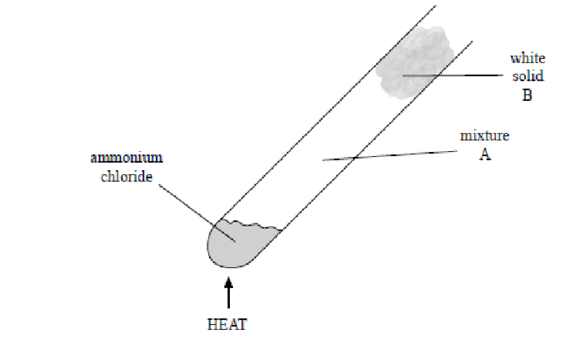 white
solid
B
mixture
A
ammonium
chloride
HEAT